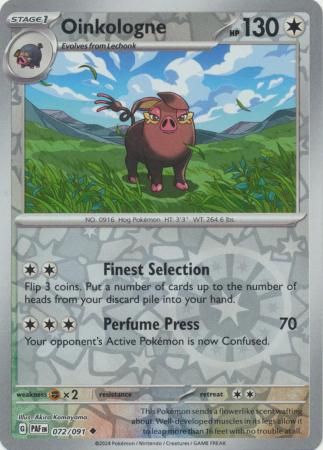 STAGE 1 Oinkologne HP 130
Evolves from Lechonk
NO. 0916 Hog Pokémon HT: 3'3" WT: 264.6 lbs.
Finest Selection
Flip 3 coins. Put a number of cards up to the number of
heads from your discard pile into your hand.
Perfume Press 70
Your opponent's Active Pokémon is now Confused.
weakness ×2 resistance retreat
Illus. Akira Komayama
G PAF EN 072/091
This Pokémon sends a flowerlike scent wafting
about. Well-developed muscles in its legs allow it
to leap more than 16 feet with no trouble at all.
©2024 Pokémon / Nintendo / Creatures / GAME FREAK